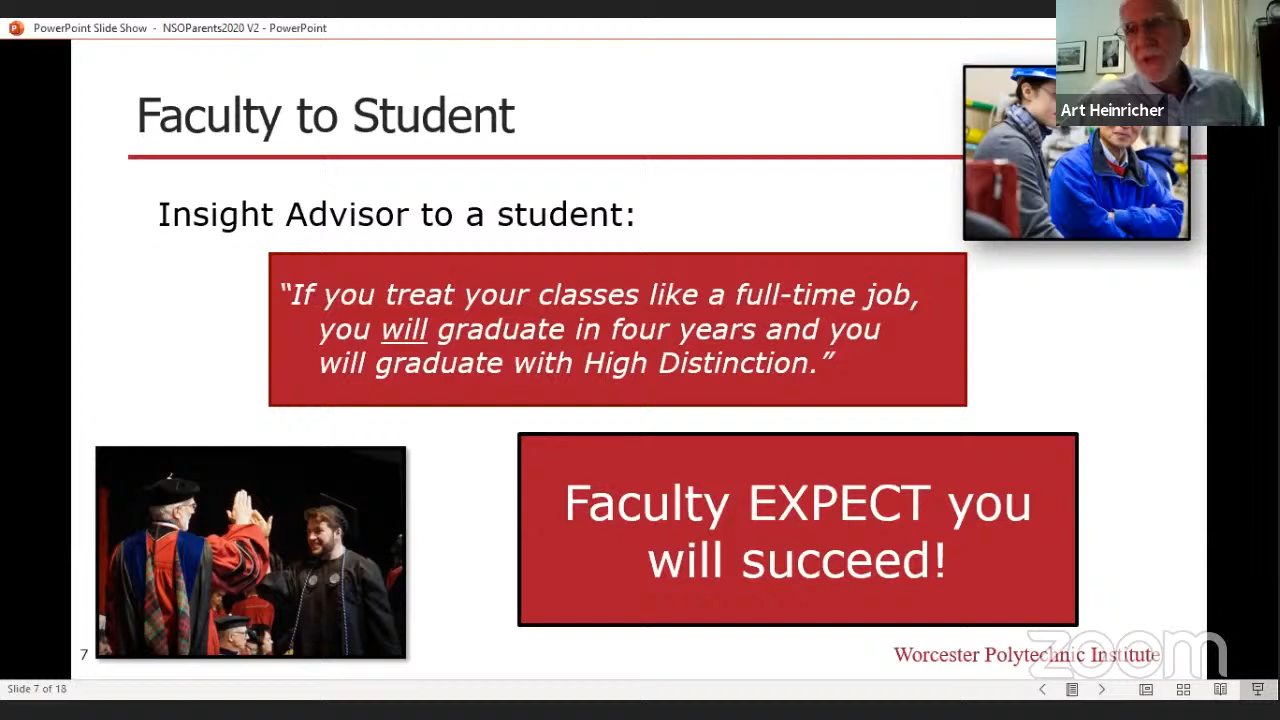 PowerPoint Slide Show - NSOParents2020 V2 - PowerPoint
Art Heinricher
Faculty to Student
Insight Advisor to a student:
“If you treat your classes like a full-time job,
you will graduate in four years and you
will graduate with High Distinction.”
Faculty EXPECT you
will succeed!
7
Worcester Polytechnic Institute
zoom
Slide 7 of 18